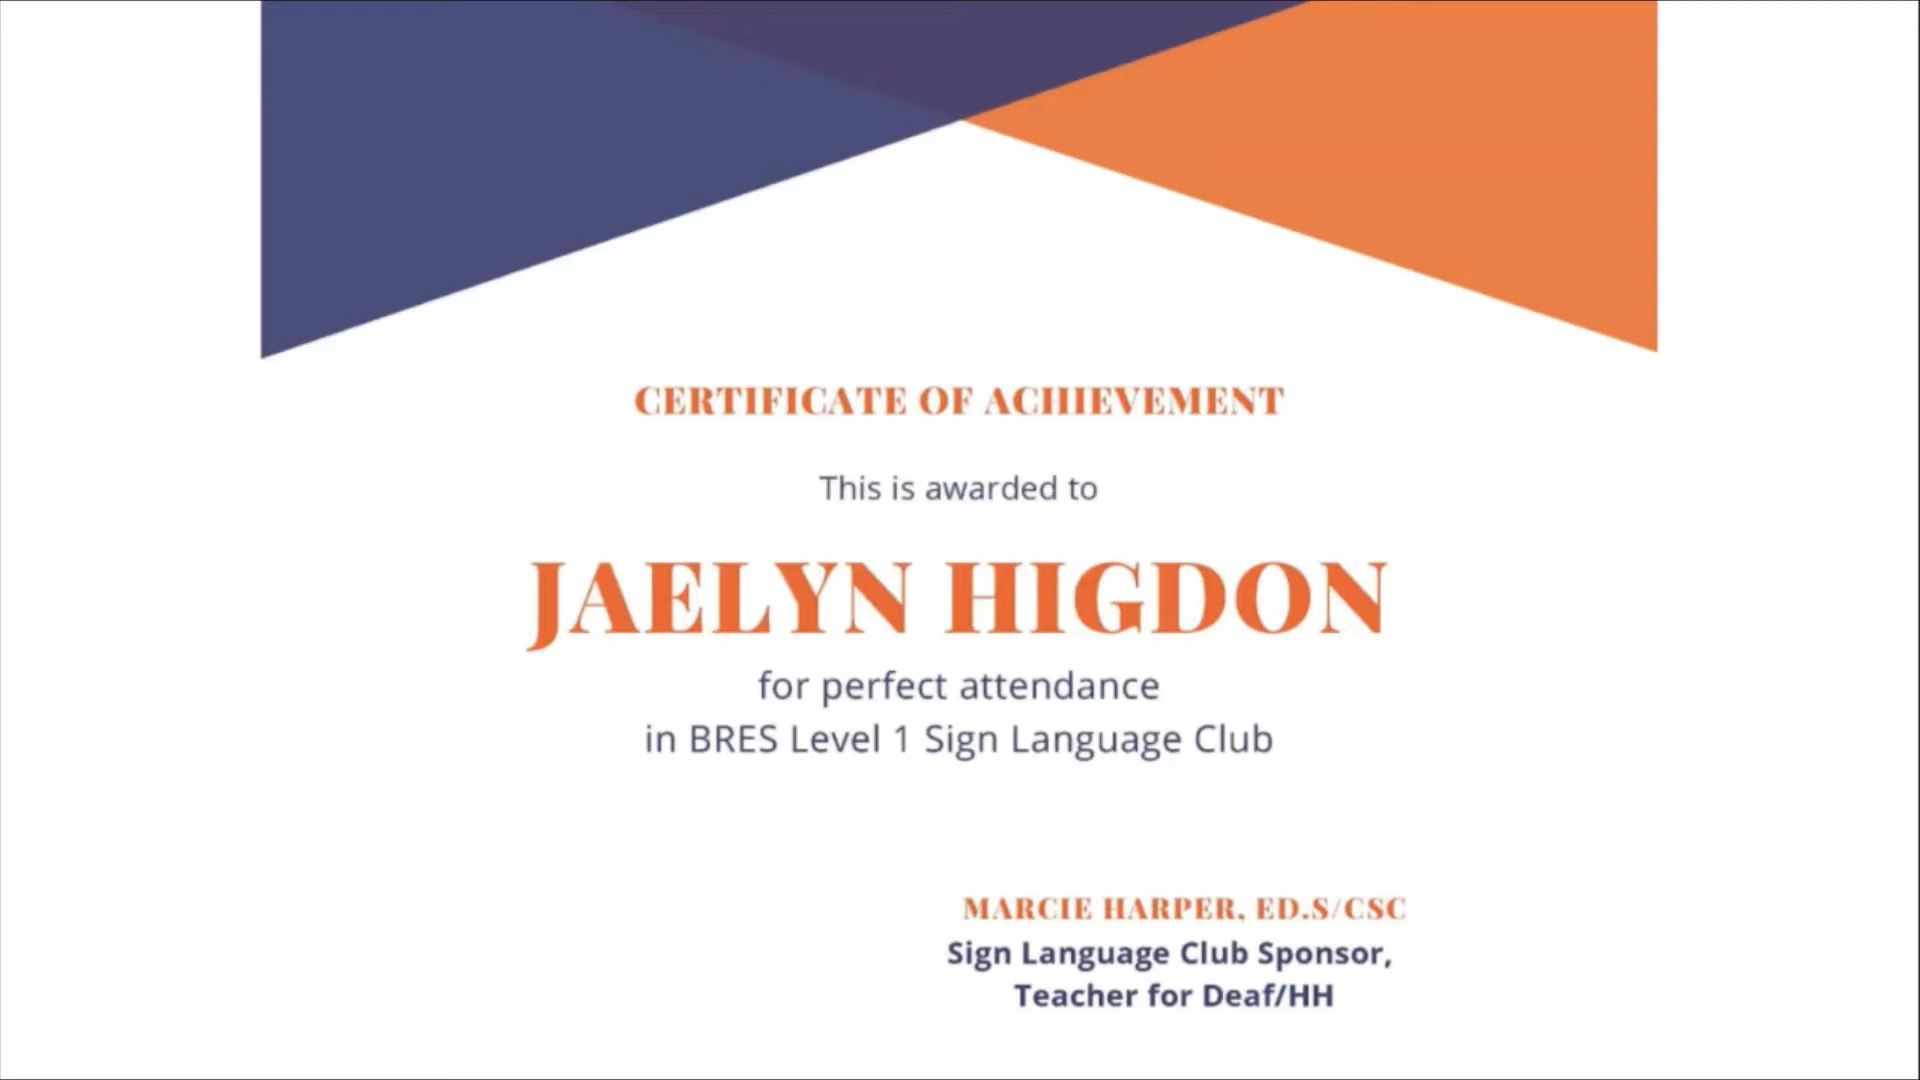 CERTIFICATE OF ACHIEVEMENT
This is awarded to
JAELYN HIGDON
for perfect attendance
in BRES Level 1 Sign Language Club
MARCIE HARPER, ED.S/CSC
Sign Language Club Sponsor,
Teacher for Deaf/HH